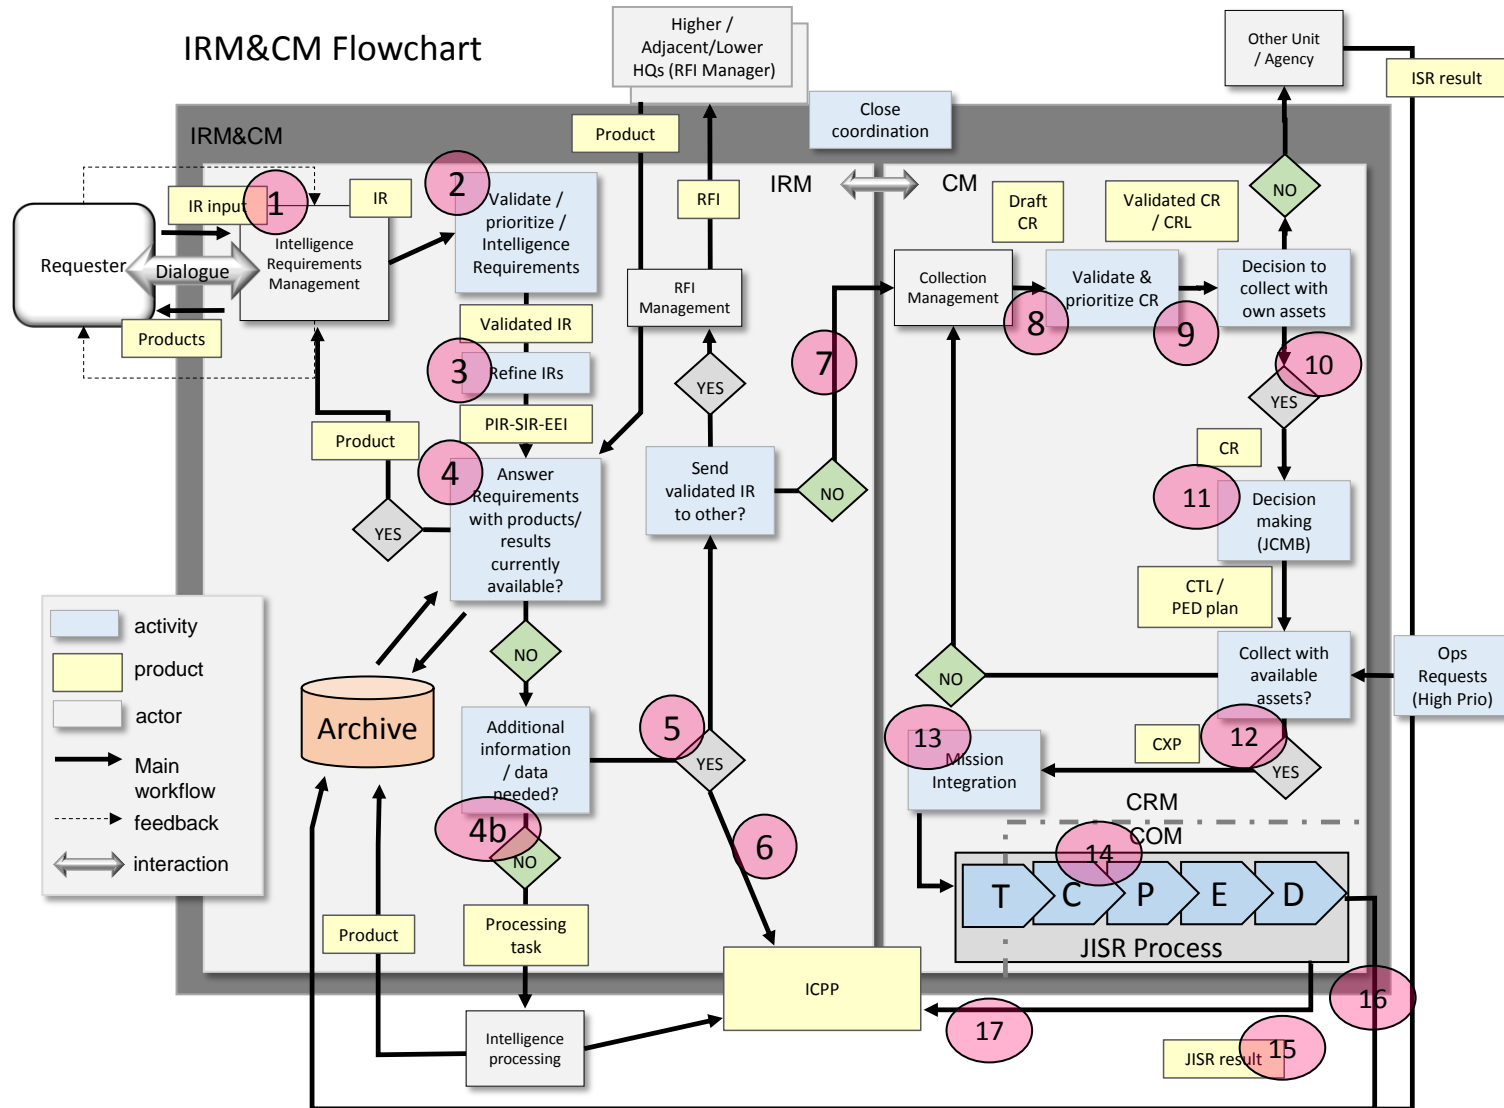 IRM&CM Flowchart
Higher /
Adjacent/Lower
HQs (RFI Manager)
Other Unit
/ Agency
ISR result
Close
coordination
Product
IRM&CM
IRM
CM
1
2
IR input
IR
Validate /
prioritize /
Intelligence
Requirements
RFI
Draft
CR
Validated CR
/ CRL
NO
Requester
Dialogue
Intelligence
Requirements
Management
Products
RFI
Management
Collection
Management
Validate &
prioritize CR
Decision to
collect with
own assets
8
9
Validated IR
3
Refine IRs
PIR-SIR-EEI
YES
7
10
YES
Product
4
Answer
Requirements
with products/
results
currently
available?
YES
Send
validated IR
to other?
NO
CR
11
Decision
making
(JCMB)
CTL /
PED plan
activity
product
actor
Main
workflow
feedback
interaction
NO
NO
Collect with
available
assets?
Ops
Requests
(High Prio)
Archive
Additional
information
/ data
needed?
5
YES
13
Mission
Integration
CXP
12
YES
CRM
COM
4b
NO
6
14
T
C
P
E
D
JISR Process
Product
Processing
task
ICPP
16
17
Intelligence
processing
JISR result
15